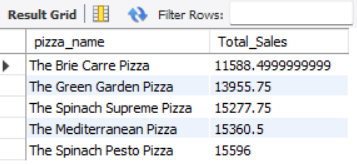 Result Grid Filter Rows:
pizza_name Total_Sales
The Brie Carre Pizza 11588.4999999999
The Green Garden Pizza 13955.75
The Spinach Supreme Pizza 15277.75
The Mediterranean Pizza 15360.5
The Spinach Pesto Pizza 15596